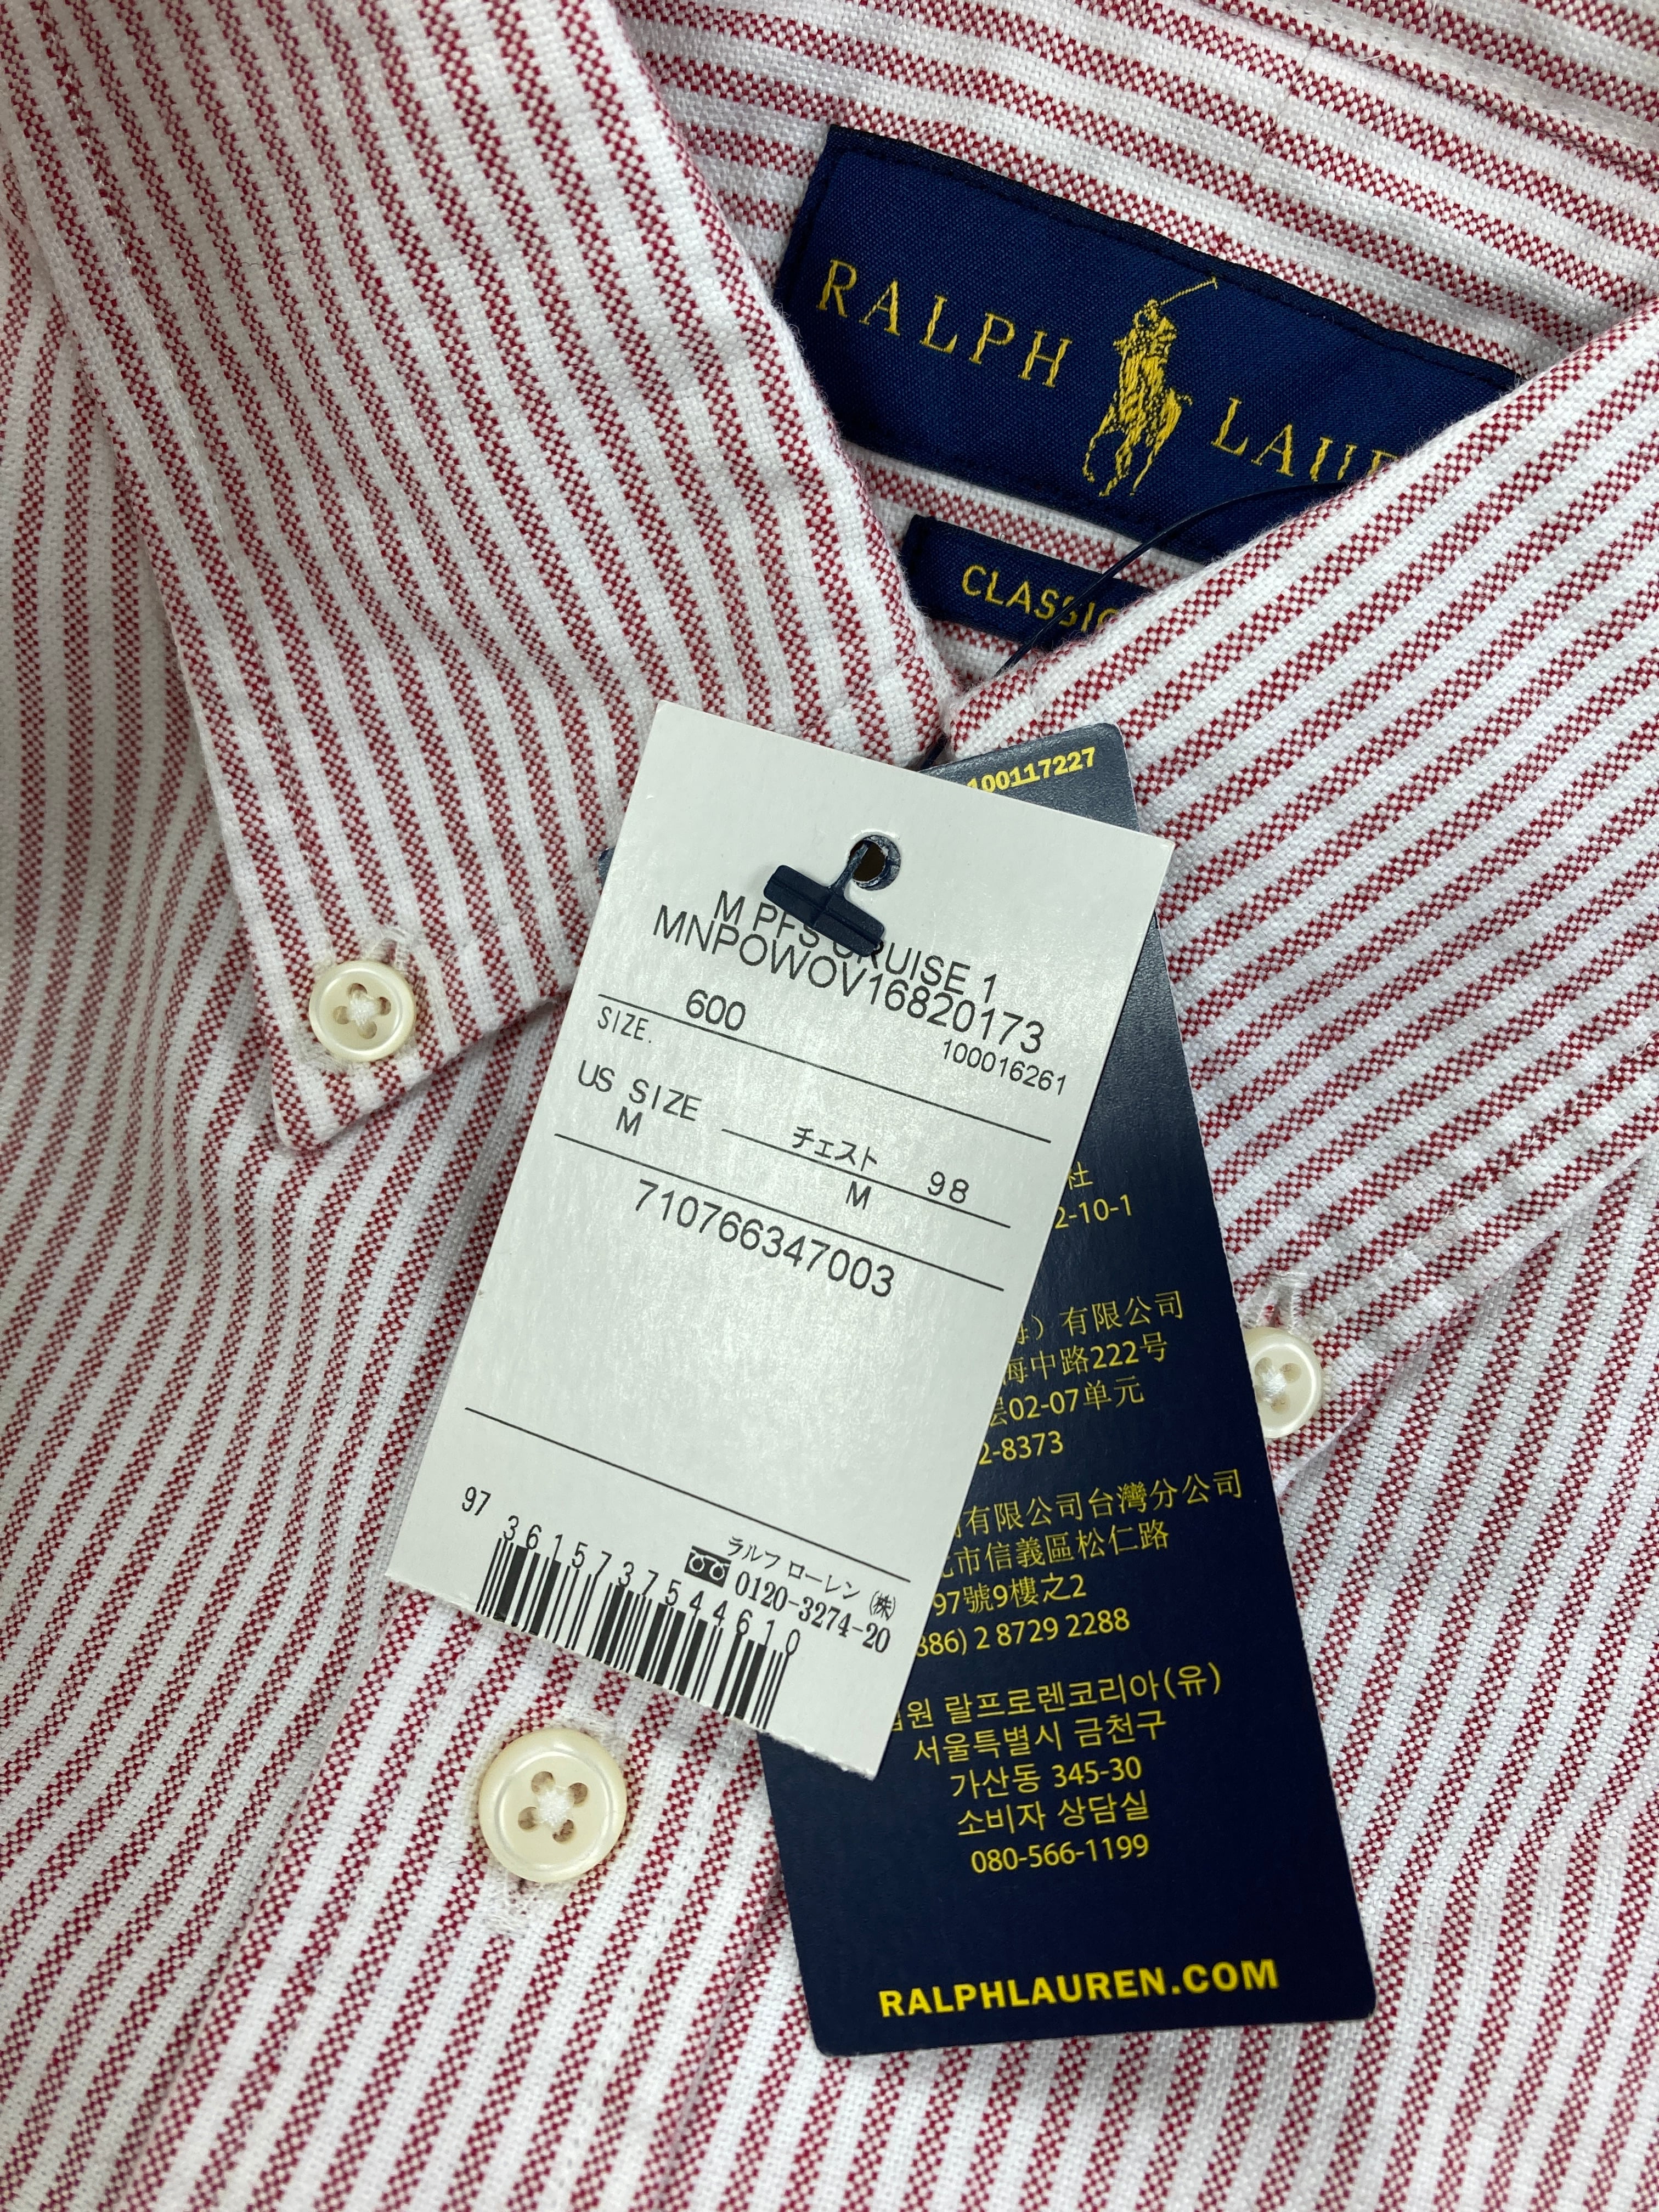 RALPH LAU
CLASSIC
100117227
M PFS CRUISE 1
MNPOWOV16820173
600
100016261
SIZE.
US SIZE チェスト 98
M M
710766347003
97
3615737544610
ラルフ ローレン (株)
0120-3274-20
社
2-10-1
) 有限公司
海中路222号
02-07单元
2-8373
有限公司台灣分公司
市信義區松仁路
97號9樓之2
886) 2 8729 2288
원 랄프로렌코리아(유)
서울특별시 금천구
가산동 345-30
소비자 상담실
080-566-1199
RALPHLAUREN.COM